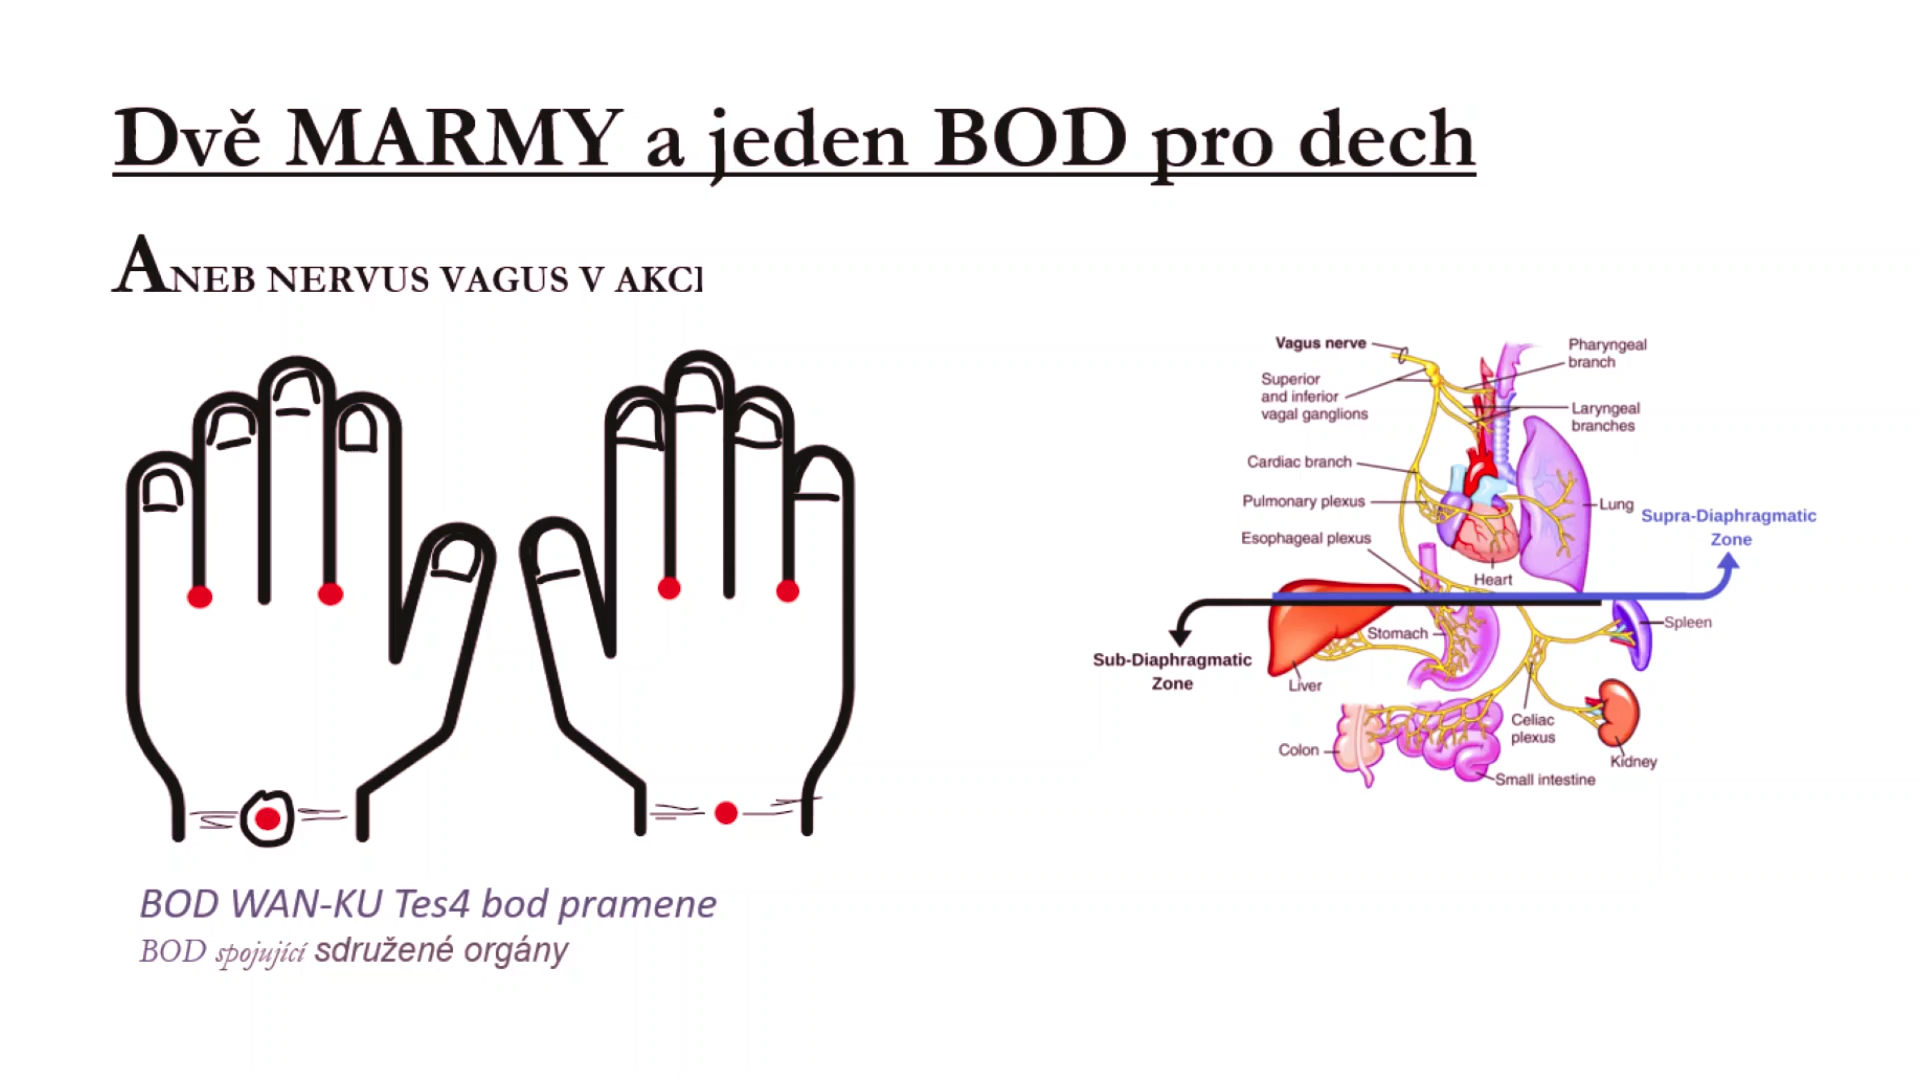 Dvě MARMY a jeden BOD pro dech
ANEB NERVUS VAGUS V AKCI
Vagus nerve
Superior
and inferior
vagal ganglions
Pharyngeal
branch
Laryngeal
branches
Cardiac branch
Pulmonary plexus
Esophageal plexus
Lung
Supra-Diaphragmatic
Zone
Heart
Sub-Diaphragmatic
Zone
Stomach
Liver
Spleen
Celiac
plexus
Colon
Kidney
Small intestine
BOD WAN-KU Tes4 bod pramene
BOD spojující sdružené orgány